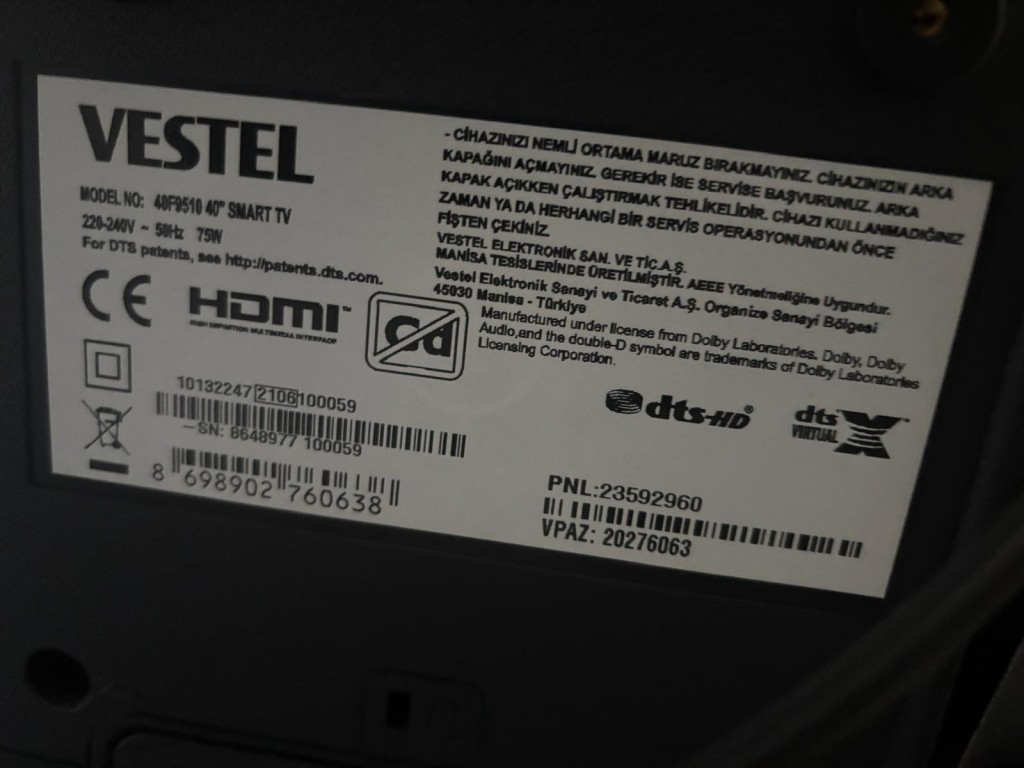 VESTEL
MODEL NO: 40F9510 40" SMART TV
220-240V ~ 50Hz 75W
For DTS patents, see http://patents.dts.com.
CE
HDMI™
HIGH DEFINITION MULTIMEDIA INTERFACE
Cd
10132247 2106 100059
SN: 8648977 100059
8 698902 760638
- CİHAZINIZI NEMLİ ORTAMA MARUZ BIRAKMAYINIZ. CİHAZINIZIN ARKA
KAPAĞINI AÇMAYINIZ. GEREKİR İSE SERVİSE BAŞVURUNUZ. ARKA
KAPAK AÇIKKEN ÇALIŞTIRMAK TEHLİKELİDİR. CİHAZI KULLANMADIĞINIZ
ZAMAN YA DA HERHANGİ BİR SERVİS OPERASYONUNDAN ÖNCE
FİŞTEN ÇEKİNİZ.
VESTEL ELEKTRONİK SAN. VE TİC.A.Ş.
MANİSA TESİSLERİNDE ÜRETİLMİŞTİR. AEEE Yönetmeliğine Uygundur.
Vestel Elektronik Sanayi ve Ticaret A.Ş. Organize Sanayi Bölgesi
45030 Manisa - Türkiye
Manufactured under license from Dolby Laboratories. Dolby, Dolby
Audio,and the double-D symbol are trademarks of Dolby Laboratories
Licensing Corporation.
dts-HD®
dts VIRTUAL X™
PNL:23592960
VPAZ: 20276063